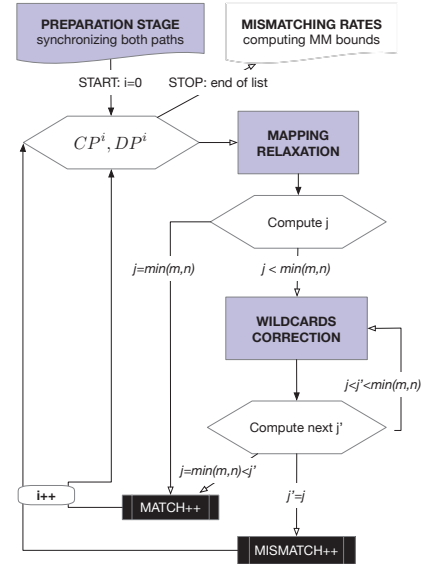 PREPARATION STAGE
synchronizing both paths
MISMATCHING RATES
computing MM bounds
START: i=0
STOP: end of list
CP^i, DP^i
MAPPING
RELAXATION
Compute j
j=min(m,n)
j < min(m,n)
WILDCARDS
CORRECTION
j<j'<min(m,n)
Compute next j'
j=min(m,n)<j'
i++
j'=j
MATCH++
MISMATCH++